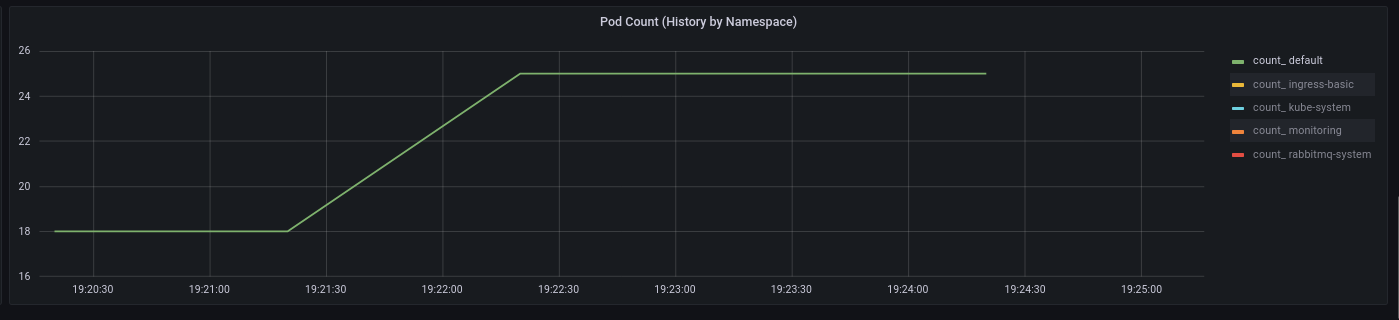 Pod Count (History by Namespace)
26
24
22
20
18
16
19:20:30 19:21:00 19:21:30 19:22:00 19:22:30 19:23:00 19:23:30 19:24:00 19:24:30 19:25:00
count_ default
count_ ingress-basic
count_ kube-system
count_ monitoring
count_ rabbitmq-system